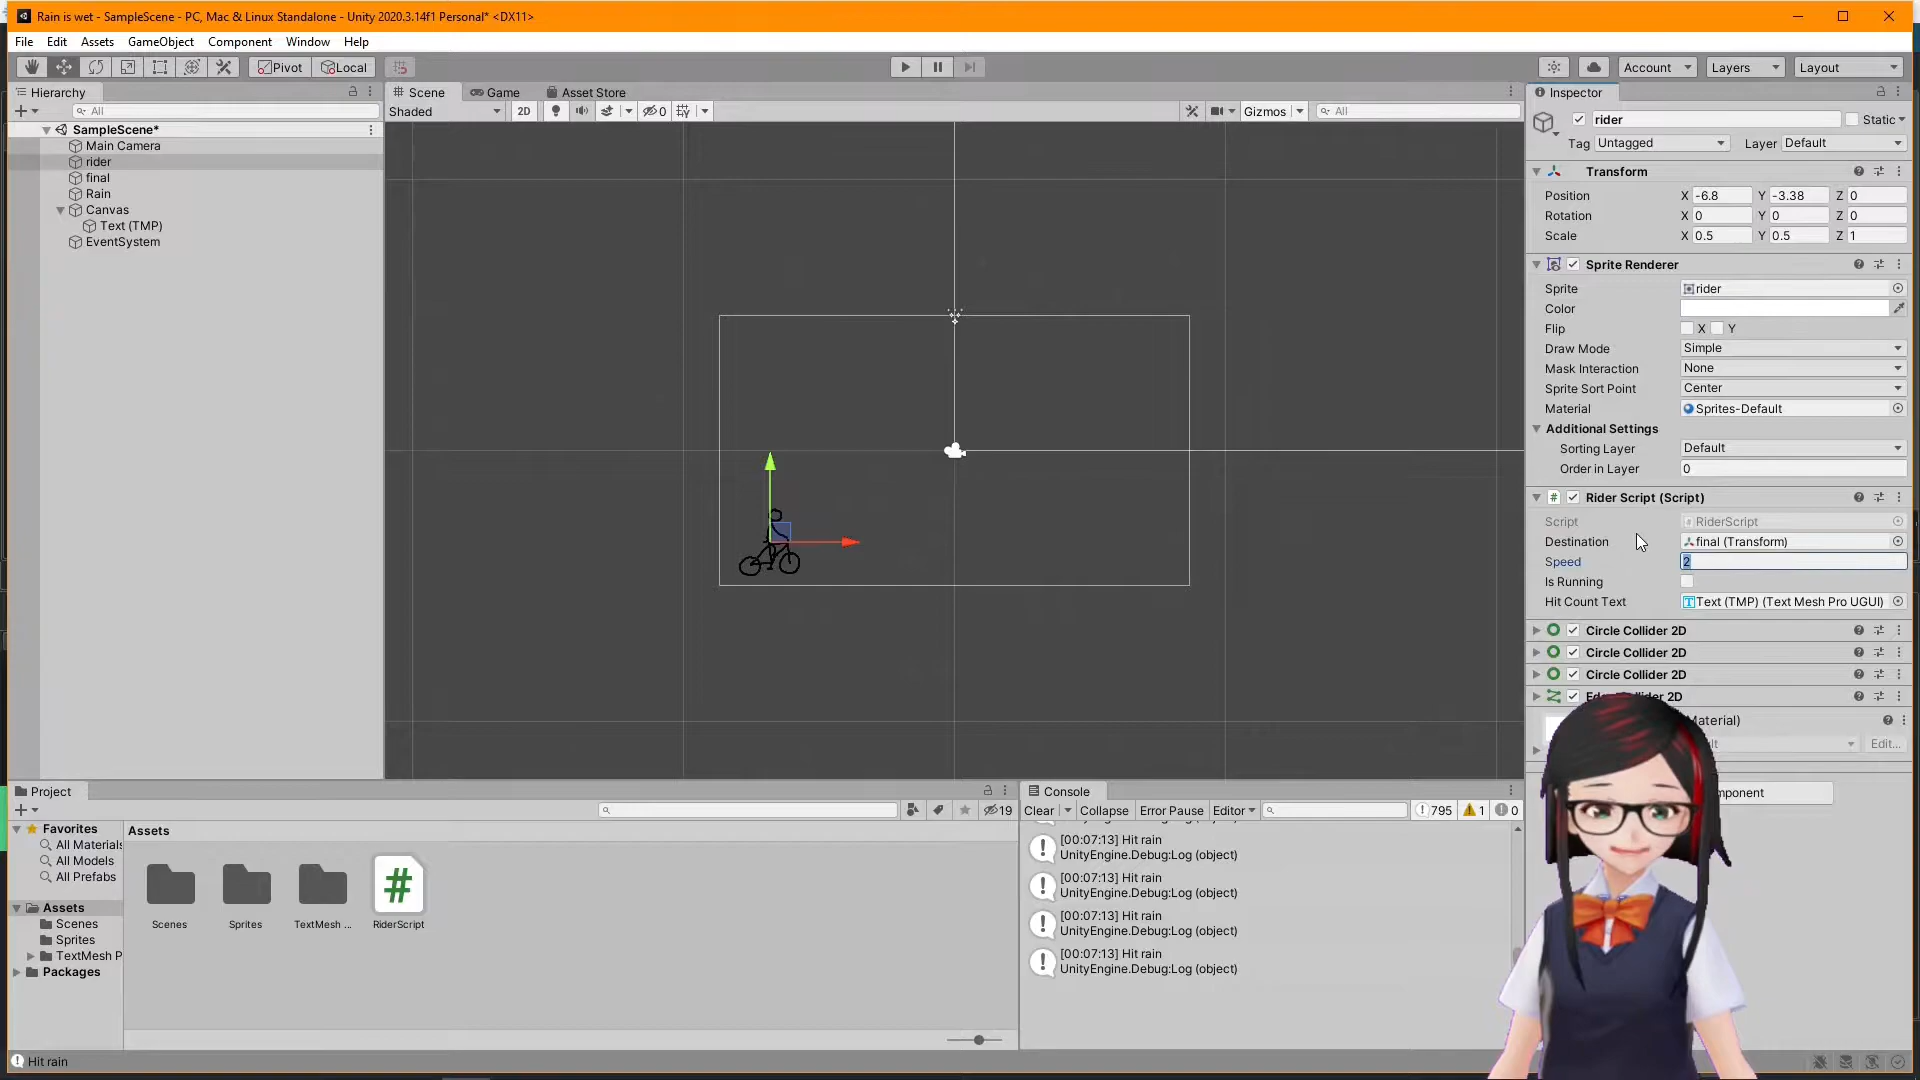 Rain is wet - SampleScene - PC, Mac & Linux Standalone - Unity 2020.3.14f1 Personal* <DX11>
File Edit Assets GameObject Component Window Help
Pivot Local Account Layers Layout
Hierarchy
All
SampleScene*
Main Camera
rider
final
Rain
Canvas
Text (TMP)
EventSystem
Scene Game Asset Store
Shaded 2D 0 Gizmos All
Inspector
rider Static
Tag Untagged Layer Default
Transform
Position X -6.8 Y -3.38 Z 0
Rotation X 0 Y 0 Z 0
Scale X 0.5 Y 0.5 Z 1
Sprite Renderer
Sprite rider
Color
Flip X Y
Draw Mode Simple
Mask Interaction None
Sprite Sort Point Center
Material Sprites-Default
Additional Settings
Sorting Layer Default
Order in Layer 0
# Rider Script (Script)
Script RiderScript
Destination final (Transform)
Speed 2
Is Running
Hit Count Text Text (TMP) (Text Mesh Pro UGUI)
Circle Collider 2D
Circle Collider 2D
Circle Collider 2D
2D
Material)
Edit...
mponent
Project
19
Favorites
All Materials
All Models
All Prefabs
Assets
Scenes
Sprites
TextMesh P
Packages
Assets
Scenes Sprites TextMesh ... RiderScript
Console
Clear Collapse Error Pause Editor 795 1 0
[00:07:13] Hit rain
UnityEngine.Debug:Log (object)
[00:07:13] Hit rain
UnityEngine.Debug:Log (object)
[00:07:13] Hit rain
UnityEngine.Debug:Log (object)
[00:07:13] Hit rain
UnityEngine.Debug:Log (object)
Hit rain